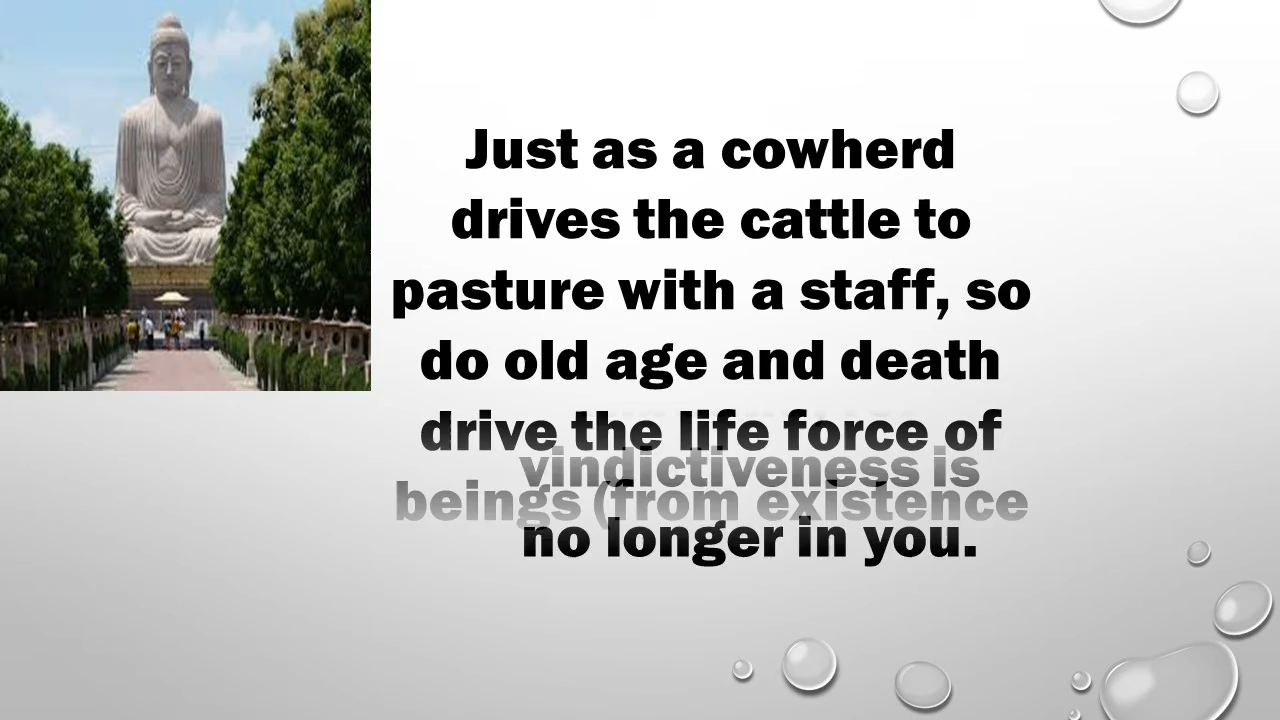 Just as a cowherd
drives the cattle to
pasture with a staff, so
do old age and death
drive the life force of
vindictiveness is
beings (from existence
no longer in you.